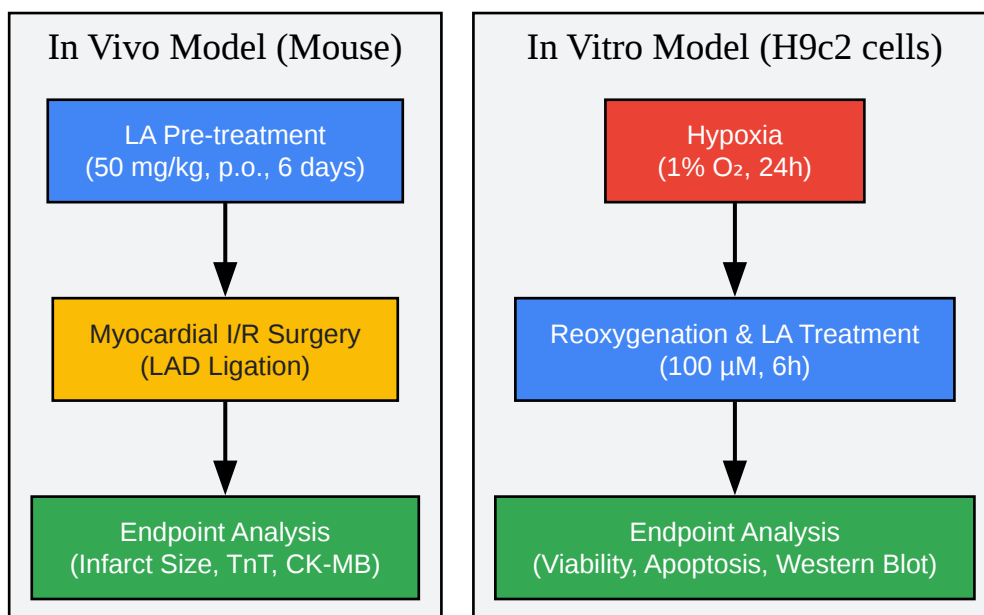 In Vivo Model (Mouse)
LA Pre-treatment
(50 mg/kg, p.o., 6 days)
Myocardial I/R Surgery
(LAD Ligation)
Endpoint Analysis
(Infarct Size, TnT, CK-MB)
In Vitro Model (H9c2 cells)
Hypoxia
(1% O₂, 24h)
Reoxygenation & LA Treatment
(100 µM, 6h)
Endpoint Analysis
(Viability, Apoptosis, Western Blot)